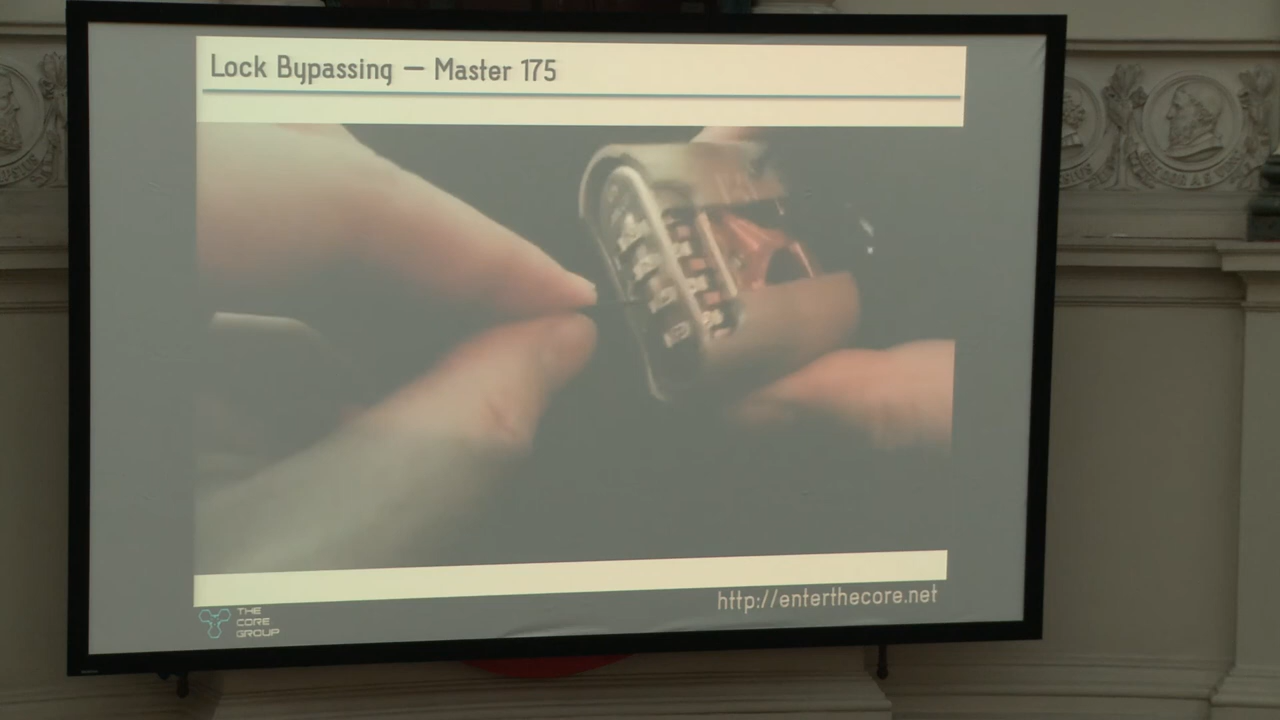 Lock Bypassing — Master 175
http://enterthecore.net
THE
CORE
GROUP